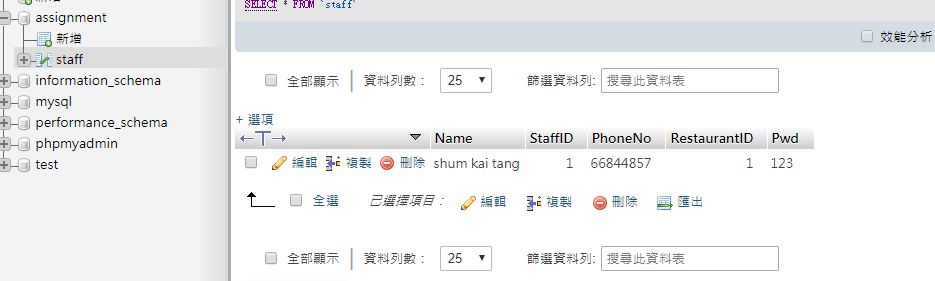 SELECT * FROM `staff`
assignment
新增
staff
information_schema
mysql
performance_schema
phpmyadmin
test
效能分析
全部顯示 資料列數： 25 篩選資料列: 搜尋此資料表
+ 選項
Name StaffID PhoneNo RestaurantID Pwd
編輯 複製 刪除 shum kai tang 1 66844857 1 123
全選 已選擇項目： 編輯 複製 刪除 匯出
全部顯示 資料列數： 25 篩選資料列: 搜尋此資料表